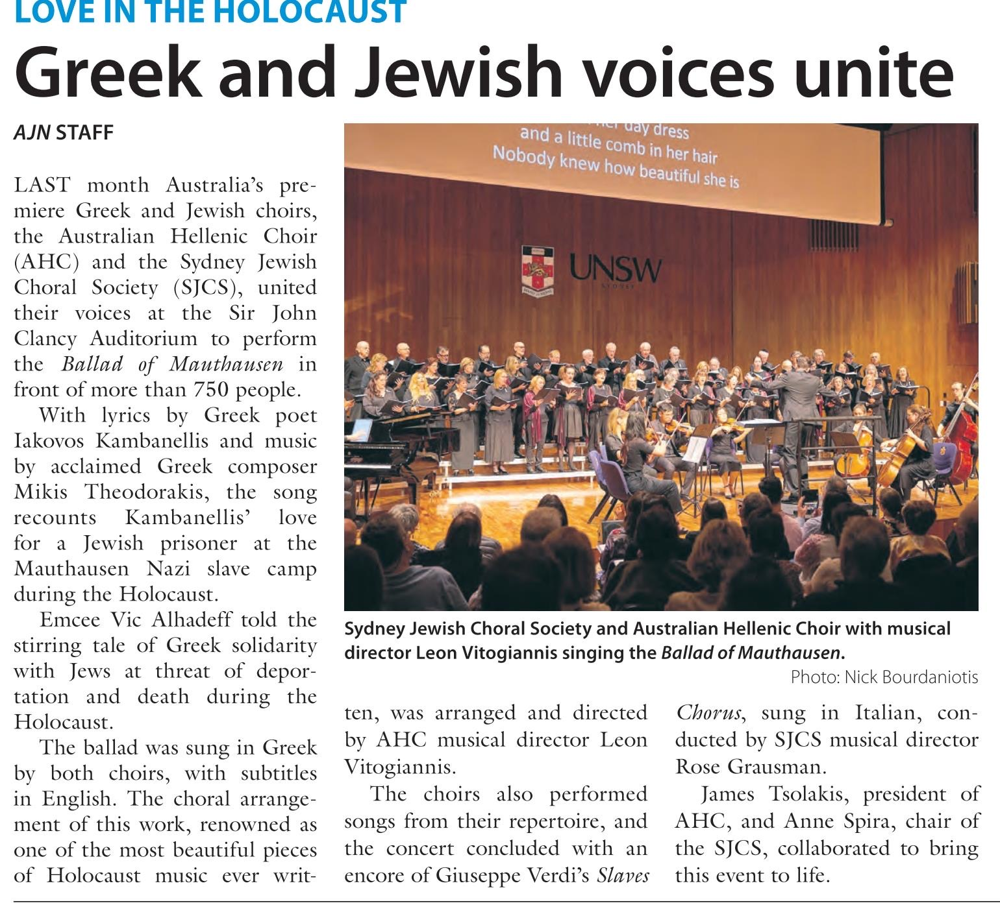 LOVE IN THE HOLOCAUST
Greek and Jewish voices unite
AJN STAFF
LAST month Australia’s pre-
miere Greek and Jewish choirs,
the Australian Hellenic Choir
(AHC) and the Sydney Jewish
Choral Society (SJCS), united
their voices at the Sir John
Clancy Auditorium to perform
the Ballad of Mauthausen in
front of more than 750 people.
With lyrics by Greek poet
Iakovos Kambanellis and music
by acclaimed Greek composer
Mikis Theodorakis, the song
recounts Kambanellis’ love
for a Jewish prisoner at the
Mauthausen Nazi slave camp
during the Holocaust.
Emcee Vic Alhadeff told the
stirring tale of Greek solidarity
with Jews at threat of depor-
tation and death during the
Holocaust.
The ballad was sung in Greek
by both choirs, with subtitles
in English. The choral arrange-
ment of this work, renowned as
one of the most beautiful pieces
of Holocaust music ever writ-
her day dress
and a little comb in her hair
Nobody knew how beautiful she is
UNSW
SYDNEY
Sydney Jewish Choral Society and Australian Hellenic Choir with musical
director Leon Vitogiannis singing the Ballad of Mauthausen.
Photo: Nick Bourdaniotis
ten, was arranged and directed
by AHC musical director Leon
Vitogiannis.
The choirs also performed
songs from their repertoire, and
the concert concluded with an
encore of Giuseppe Verdi’s Slaves
Chorus, sung in Italian, con-
ducted by SJCS musical director
Rose Grausman.
James Tsolakis, president of
AHC, and Anne Spira, chair of
the SJCS, collaborated to bring
this event to life.